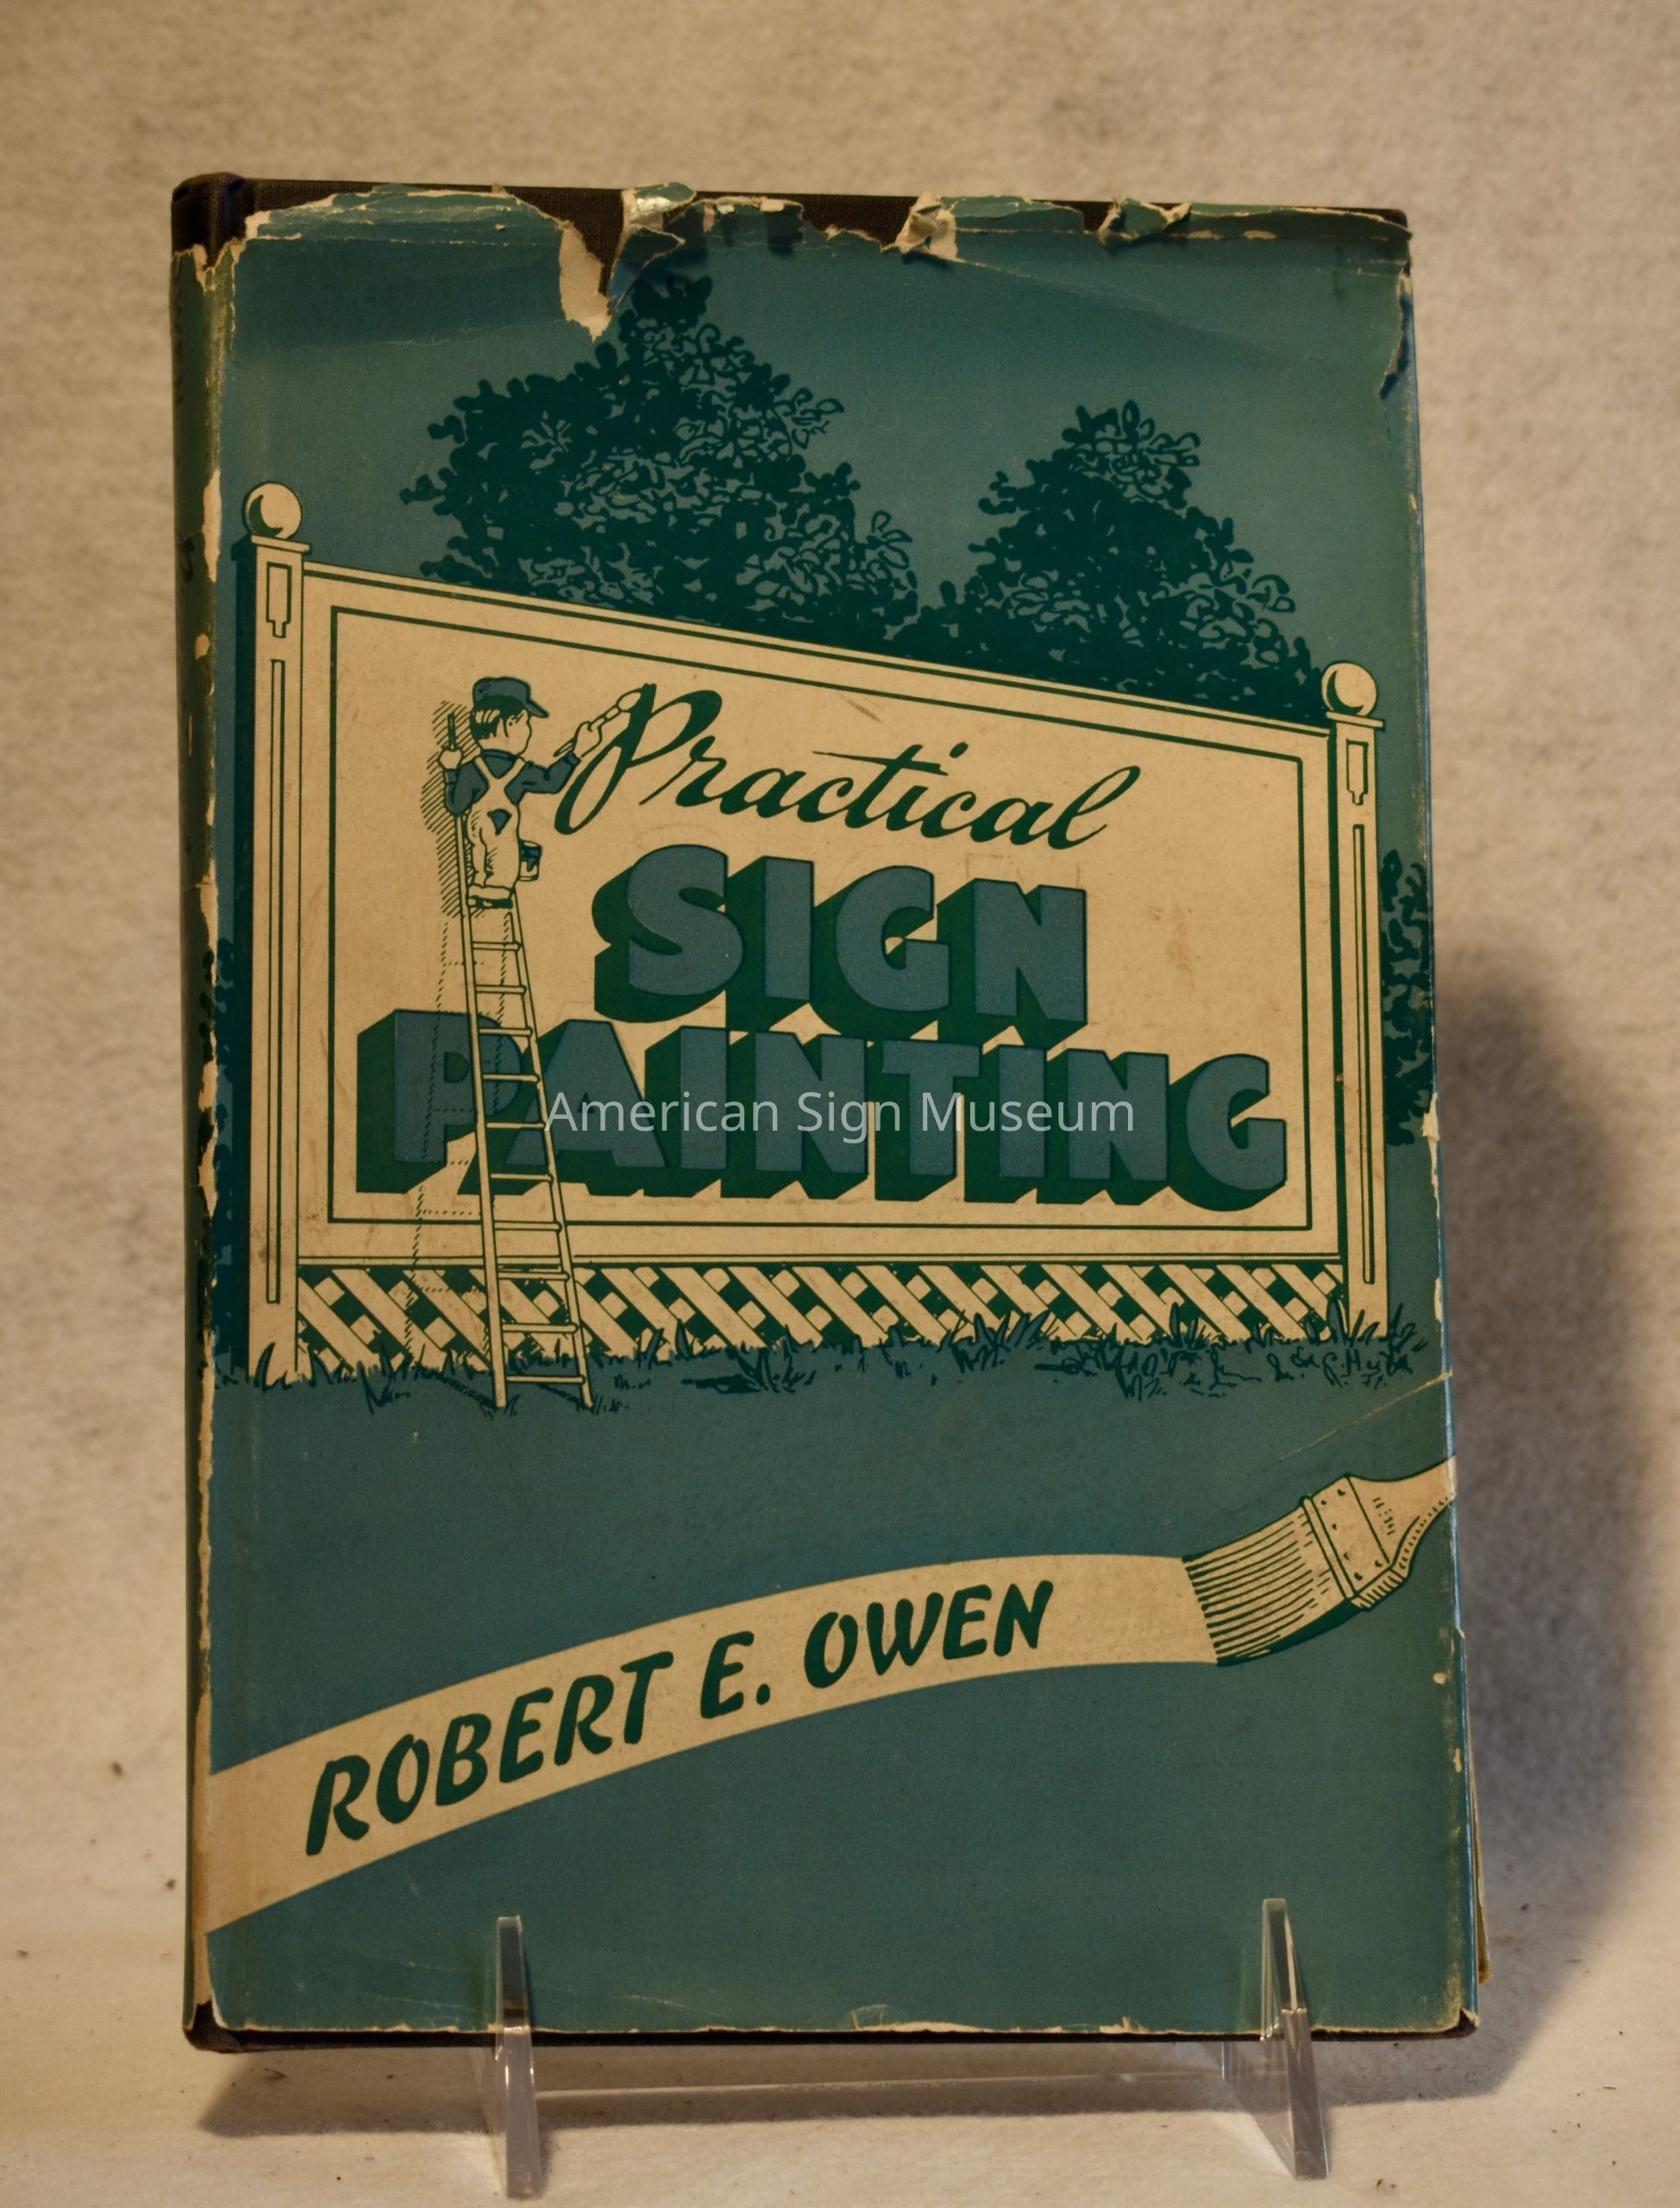 Practical
SIGN
PAINTING
American Sign Museum
ROBERT E. OWEN